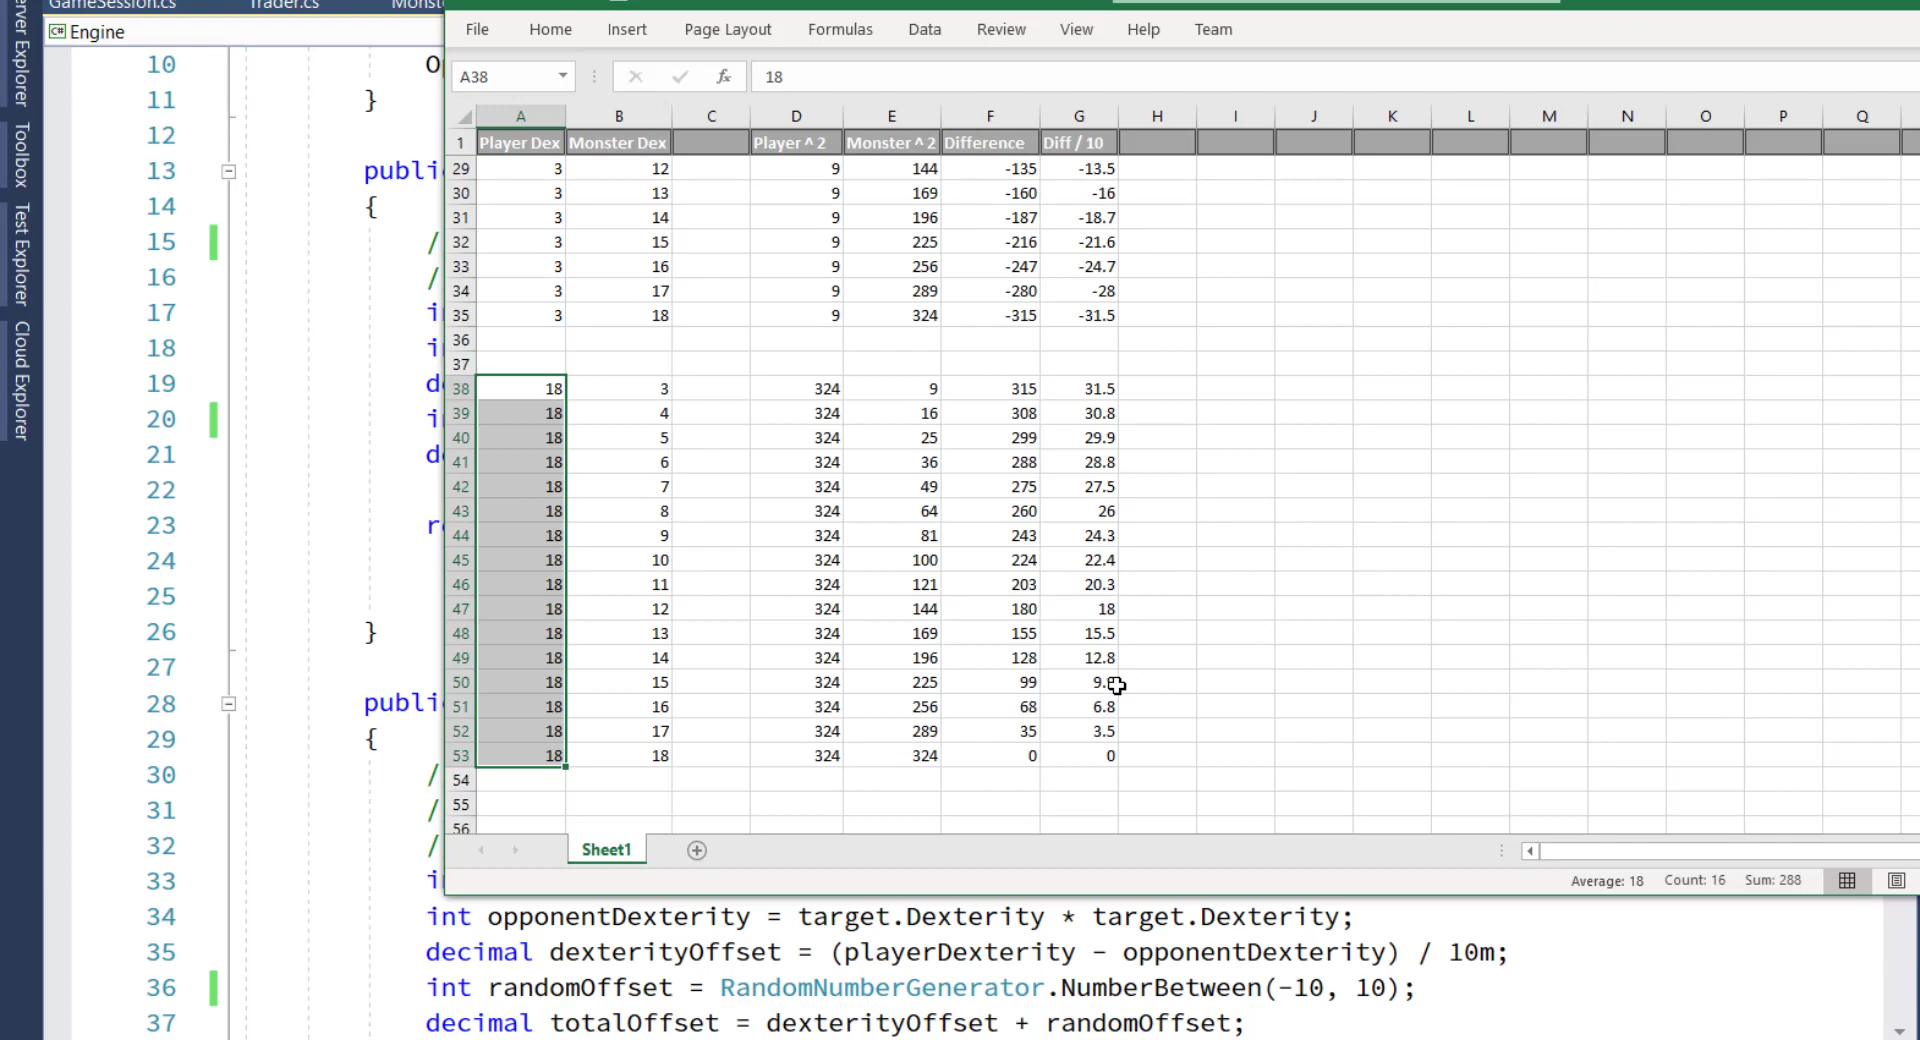 GameSession.cs Trader.cs
Engine
Explorer
Toolbox
Test Explorer
Cloud Explorer
10
11 }
12
13 publi
14 {
15 /
16 /
17
18
19
20
21
22
23
24
25
26 }
27
28 publi
29 {
30 /
31 /
32 /
33
34 int opponentDexterity = target.Dexterity * target.Dexterity;
35 decimal dexterityOffset = (playerDexterity - opponentDexterity) / 10m;
36 int randomOffset = RandomNumberGenerator.NumberBetween(-10, 10);
37 decimal totalOffset = dexterityOffset + randomOffset;
File Home Insert Page Layout Formulas Data Review View Help Team
A38 fx 18
A B C D E F G H I J K L M N O P Q
1 Player Dex Monster Dex Player ^ 2 Monster ^ 2 Difference Diff / 10
29 3 12 9 144 -135 -13.5
30 3 13 9 169 -160 -16
31 3 14 9 196 -187 -18.7
32 3 15 9 225 -216 -21.6
33 3 16 9 256 -247 -24.7
34 3 17 9 289 -280 -28
35 3 18 9 324 -315 -31.5
36
37
38 18 3 324 9 315 31.5
39 18 4 324 16 308 30.8
40 18 5 324 25 299 29.9
41 18 6 324 36 288 28.8
42 18 7 324 49 275 27.5
43 18 8 324 64 260 26
44 18 9 324 81 243 24.3
45 18 10 324 100 224 22.4
46 18 11 324 121 203 20.3
47 18 12 324 144 180 18
48 18 13 324 169 155 15.5
49 18 14 324 196 128 12.8
50 18 15 324 225 99 9.
51 18 16 324 256 68 6.8
52 18 17 324 289 35 3.5
53 18 18 324 324 0 0
54
55
56
Sheet1
Average: 18 Count: 16 Sum: 288